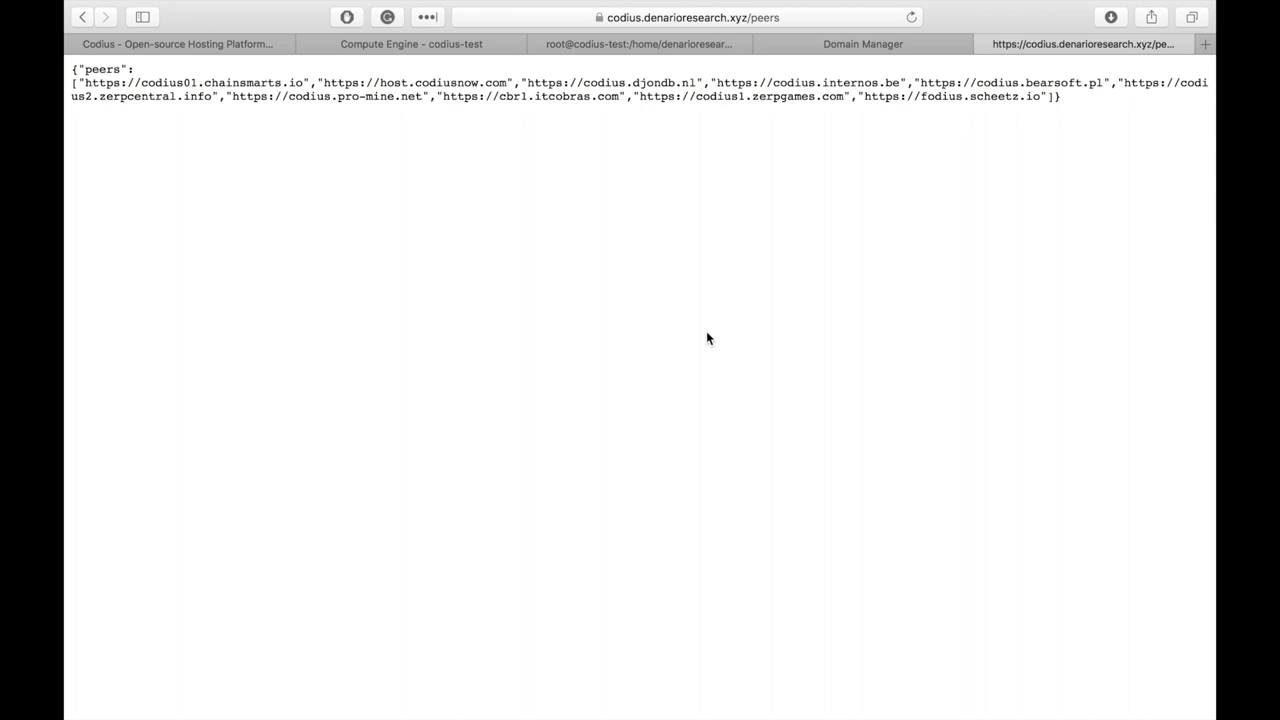 codius.denarioresearch.xyz/peers
Codius - Open-source Hosting Platform...
Compute Engine - codius-test
root@codius-test:/home/denarioresear...
Domain Manager
https://codius.denarioresearch.xyz/pe...
{"peers":
["https://codius01.chainsmarts.io","https://host.codiusnow.com","https://codius.djondb.nl","https://codius.internos.be","https://codius.bearsoft.pl","https://codi
us2.zerpcentral.info","https://codius.pro-mine.net","https://cbr1.itcobras.com","https://codius1.zerpgames.com","https://fodius.scheetz.io"]}